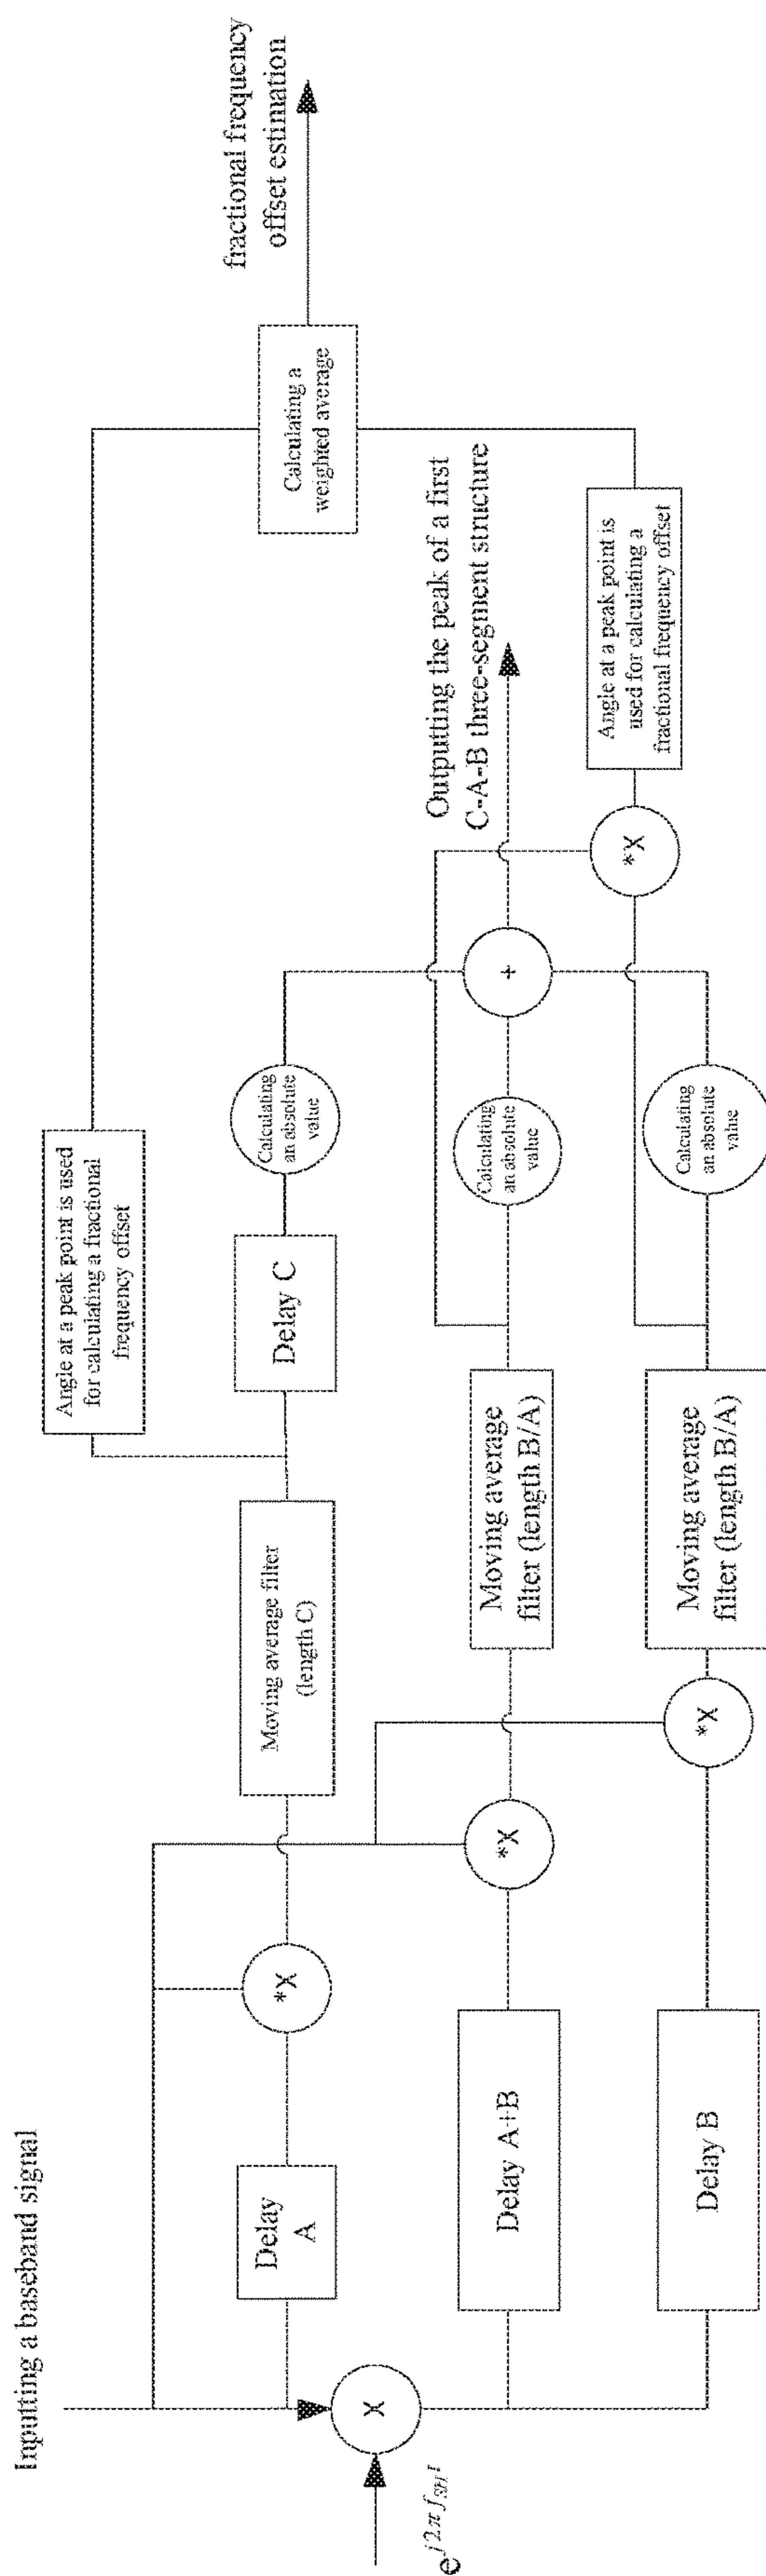 Inputting a baseband signal
e^{j2πf_{SH}t}
X
Delay
A
Delay A+B
Delay B
*X
*X
*X
Moving average filter
(length C)
Moving average
filter (length B/A)
Moving average
filter (length B/A)
Angle at a peak point is used
for calculating a fractional
frequency offset
Delay C
Calculating
an absolute
value
Calculating
an absolute
value
Calculating
an absolute
value
+
*X
Outputting the peak of a first
C-A-B three-segment structure
Angle at a peak point is
used for calculating a
fractional frequency offset
Calculating a
weighted average
fractional frequency
offset estimation